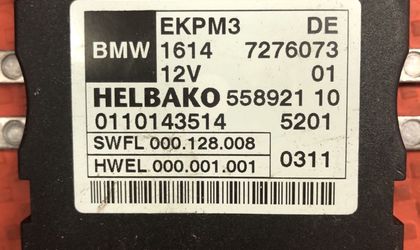 EKPM3 DE
BMW 1614 7276073
12V 01
HELBAKO 558921 10
0110143514 5201
SWFL 000.128.008
HWEL 000.001.001 0311